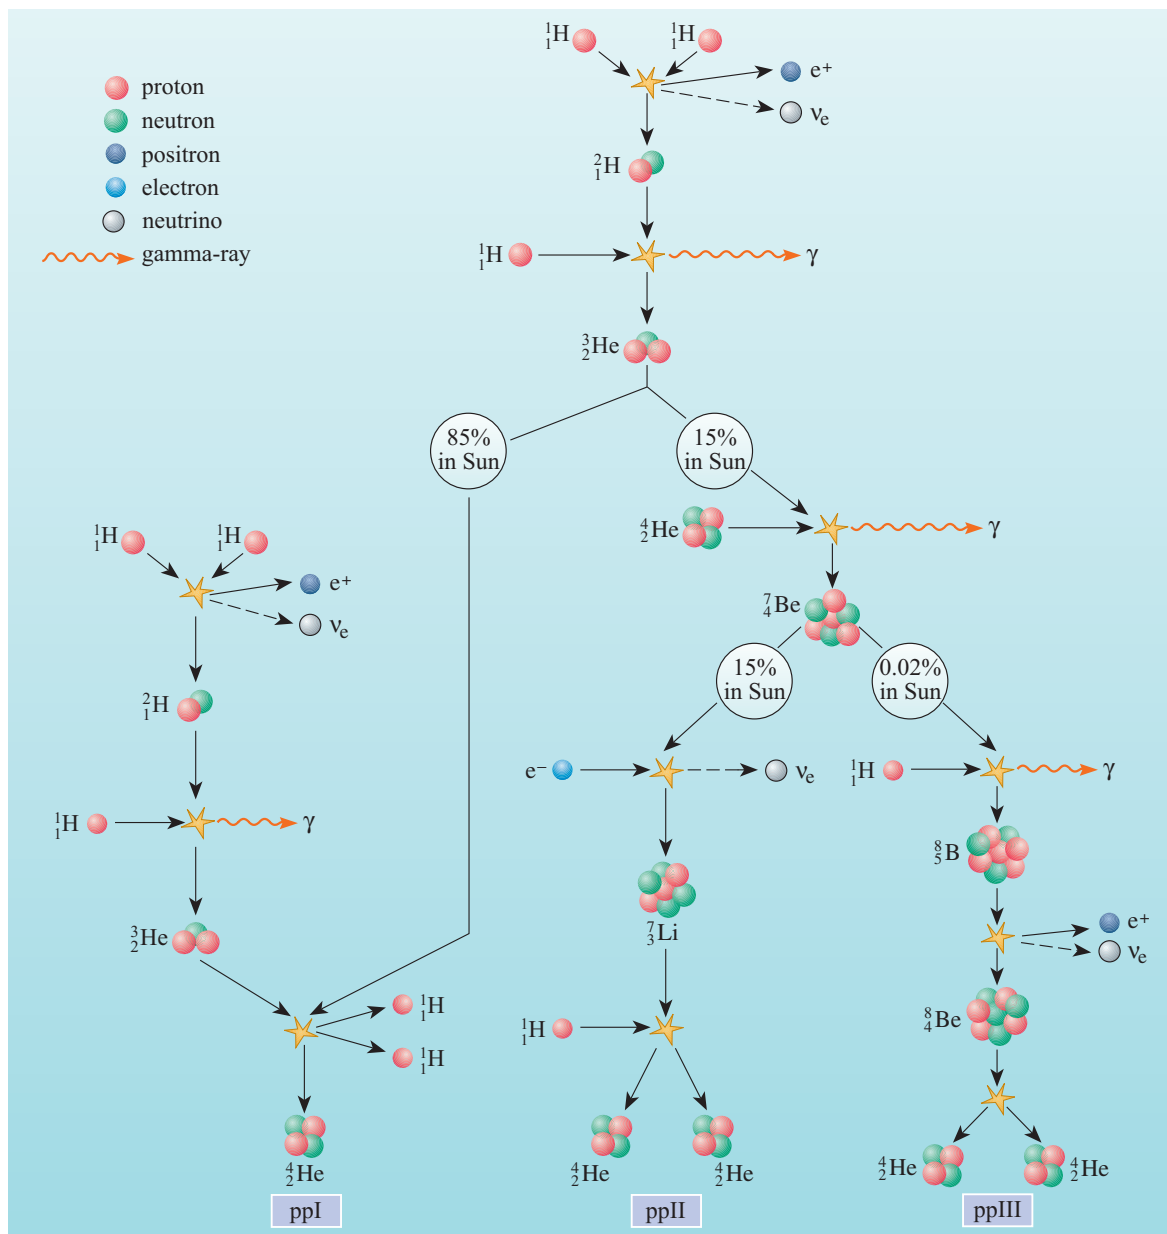 ¹₁H ¹₁H
e⁺
νₑ
proton
neutron
positron
electron
neutrino
gamma-ray
²₁H
¹₁H γ
³₂He
85%
in Sun
15%
in Sun
⁴₂He γ
⁷₄Be
¹₁H ¹₁H
e⁺
νₑ
²₁H
¹₁H γ
³₂He
¹₁H
¹₁H
⁴₂He
ppI
15%
in Sun
e⁻ νₑ
⁷₃Li
¹₁H
⁴₂He ⁴₂He
ppII
0.02%
in Sun
¹₁H γ
⁸₅B
e⁺
νₑ
⁸₄Be
⁴₂He ⁴₂He
ppIII